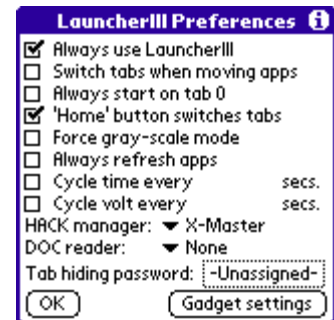 LauncherIII Preferences i
Always use LauncherIII
Switch tabs when moving apps
Always start on tab 0
'Home' button switches tabs
Force gray-scale mode
Always refresh apps
Cycle time every secs.
Cycle volt every secs.
HACK manager: X-Master
DOC reader: None
Tab hiding password: -Unassigned-
OK Gadget settings